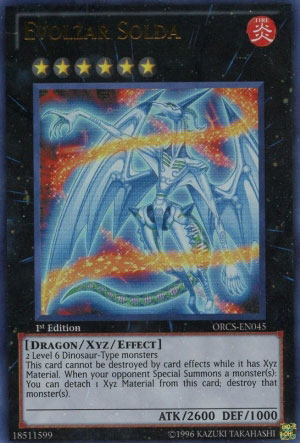 Evolzar Solda
FIRE
炎
1st Edition
ORCS-EN045
[Dragon/Xyz/Effect]
2 Level 6 Dinosaur-Type monsters
This card cannot be destroyed by card effects while it has Xyz
Material. When your opponent Special Summons a monster(s):
You can detach 1 Xyz Material from this card; destroy
that monster(s).
ATK/2600 DEF/1000
18511599
©1996 KAZUKI TAKAHASHI